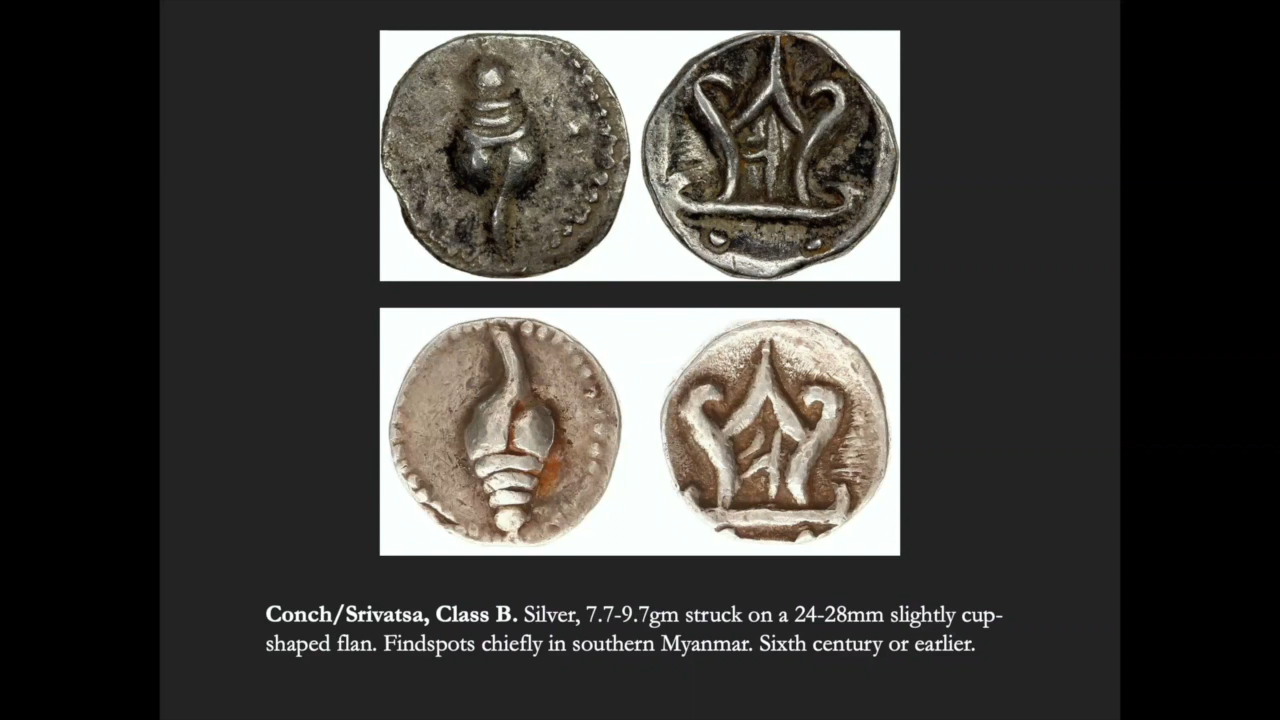 Conch/Srivatsa, Class B. Silver, 7.7-9.7gm struck on a 24-28mm slightly cup-
shaped flan. Findspots chiefly in southern Myanmar. Sixth century or earlier.